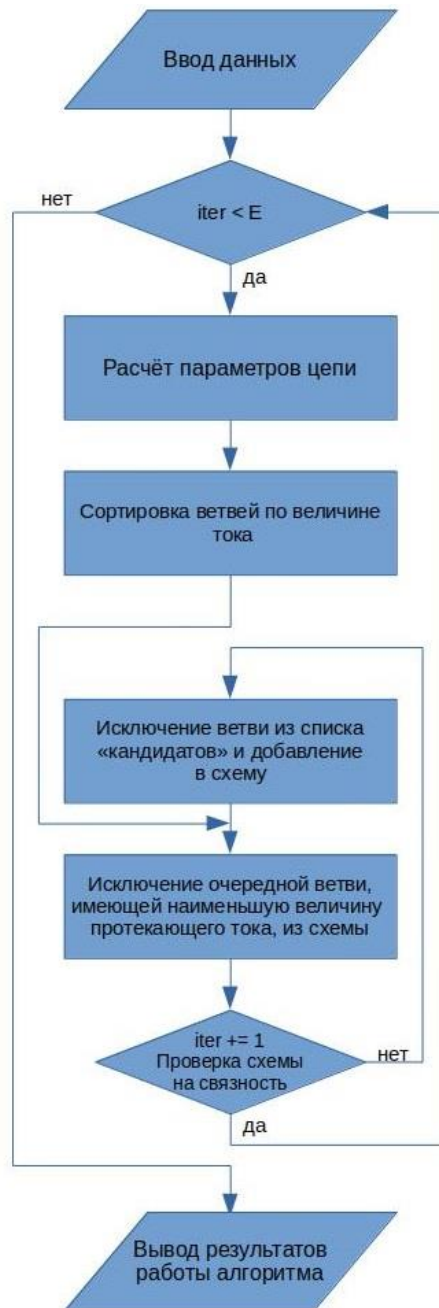 Ввод данных
нет
iter < E
да
Расчёт параметров цепи
Сортировка ветвей по величине
тока
Исключение ветви из списка
«кандидатов» и добавление
в схему
Исключение очередной ветви,
имеющей наименьшую величину
протекающего тока, из схемы
iter += 1
Проверка схемы
на связность
нет
да
Вывод результатов
работы алгоритма